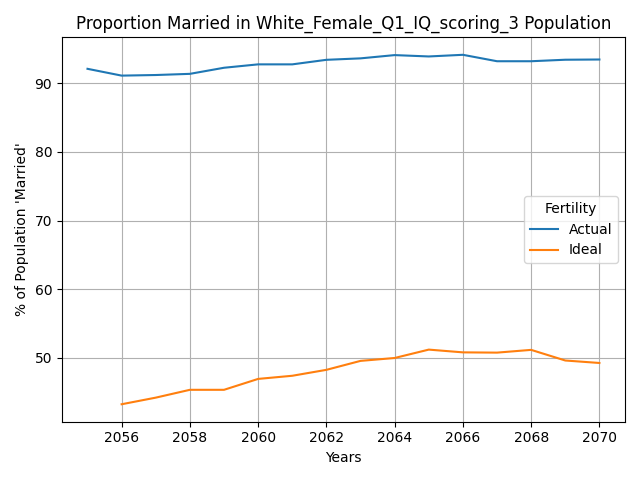 Proportion Married in White_Female_Q1_IQ_scoring_3 Population
% of Population 'Married'
90
80
70
60
50
Fertility
Actual
Ideal
2056 2058 2060 2062 2064 2066 2068 2070
Years